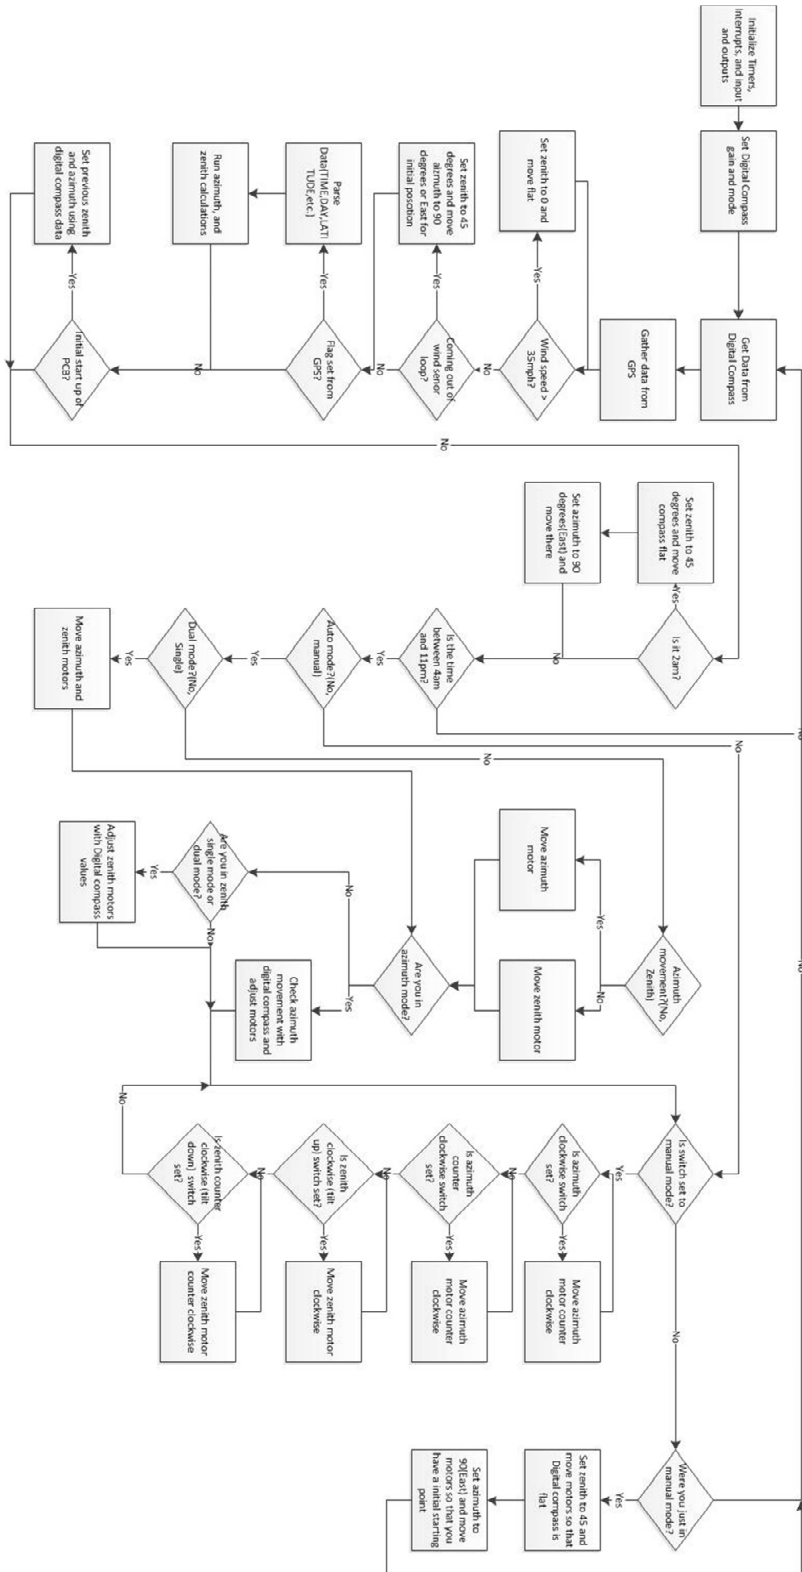 Initialize Timers,
interrupts, and input
and outputs
Set Digital Compass
gain and mode
Get Data from
Digital Compass
Gather data from
GPS
Wind speed >
35mph?
Yes
Set zenith to 0 and
move flat
No
Coming out of
wind senor
loop?
Yes
Set zenith to 45
degrees and move
aizmuth to 90
degrees or East for
initial posotion
No
Flag set from
GPS?
Yes
Parse
Data(TIME,DAY,LATI
TUDE,etc.)
Run azimuth, and
zenith calculations
No
Initial start up of
PCB?
Yes
Set previous zenith
and azimuth using
digital compass data
No
Is it 2am?
Yes
Set zenith to 45
degrees and move
compass flat
Set azimuth to 90
degrees(East) and
move there
No
Is the time
between 4am
and 11pm?
No
Yes
Auto mode?(No,
manual)
No
Yes
Dual mode?(No,
Single)
No
Yes
Move azimuth and
zenith motors
Azimuth
movement?(No,
Zenith)
Yes
No
Move azimuth
motor
Move zenith motor
Are you in
azimuth mode?
No
Yes
Are you in zenith
single mode or
dual mode?
Yes
No
Adjust zenith motors
with Digital compass
values
Check azimuth
movement with
digital compass and
adjust motors
Is switch set to
manual mode?
Yes
No
Is azimuth
clockwise switch
set?
Yes
Move azimuth
motor counter
clockwise
No
Is azimuth
counter
clockwise switch
set?
Yes
Move azimuth
motor counter
clockwise
No
Is zenith
clockwise (tilt
up) switch set?
Yes
Move zenith motor
clockwise
No
Is zenith counter
clockwise (tilt
down) switch
set?
Yes
Move zenith motor
counter clockwise
No
Were you just in
manual mode?
Yes
No
Set zenith to 45 and
move motors so that
Digital compass is
flat
Set azimuth to
90(East) and move
motors so that you
have a initial starting
point